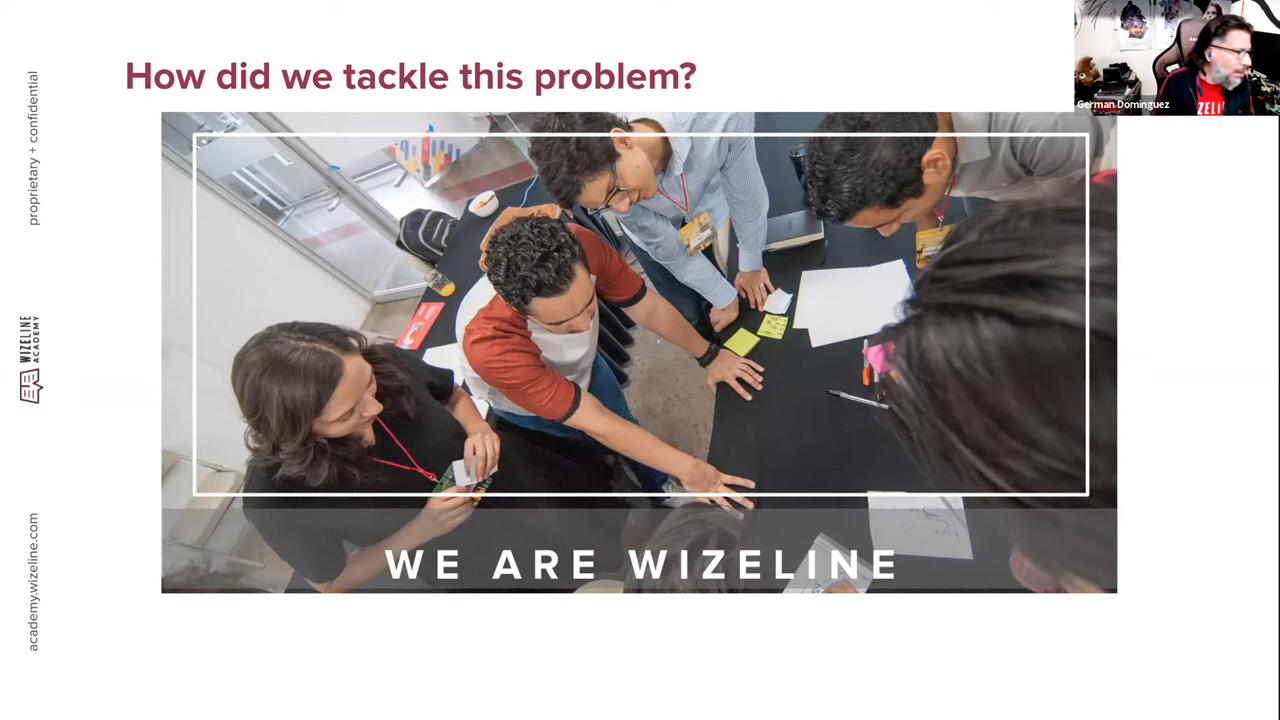 How did we tackle this problem?
German Dominguez
proprietary + confidential
WIZELINE
ACADEMY
academy.wizeline.com
WE ARE WIZELINE